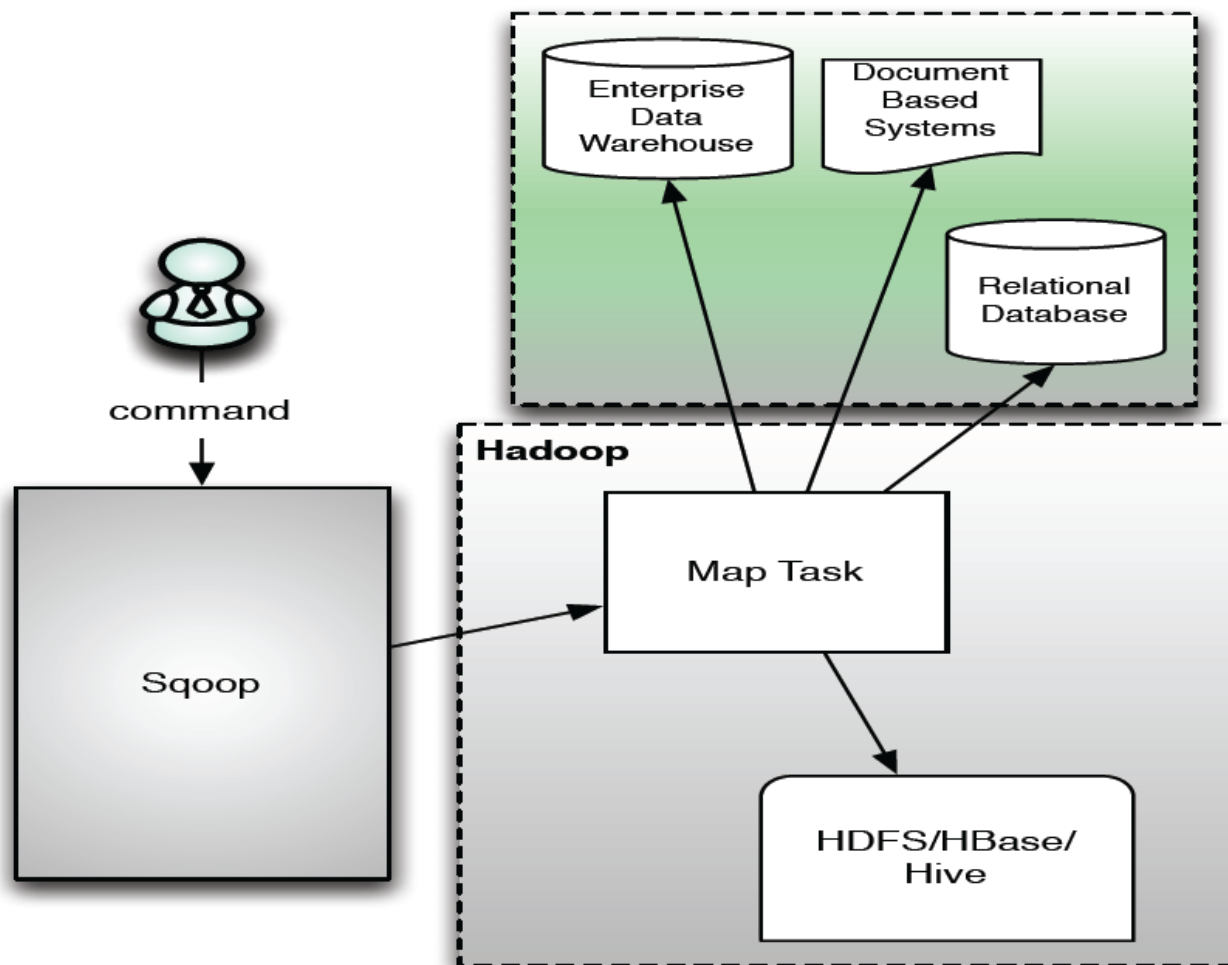 Enterprise
Data
Warehouse
Document
Based
Systems
Relational
Database
command
Hadoop
Map Task
Sqoop
HDFS/HBase/
Hive